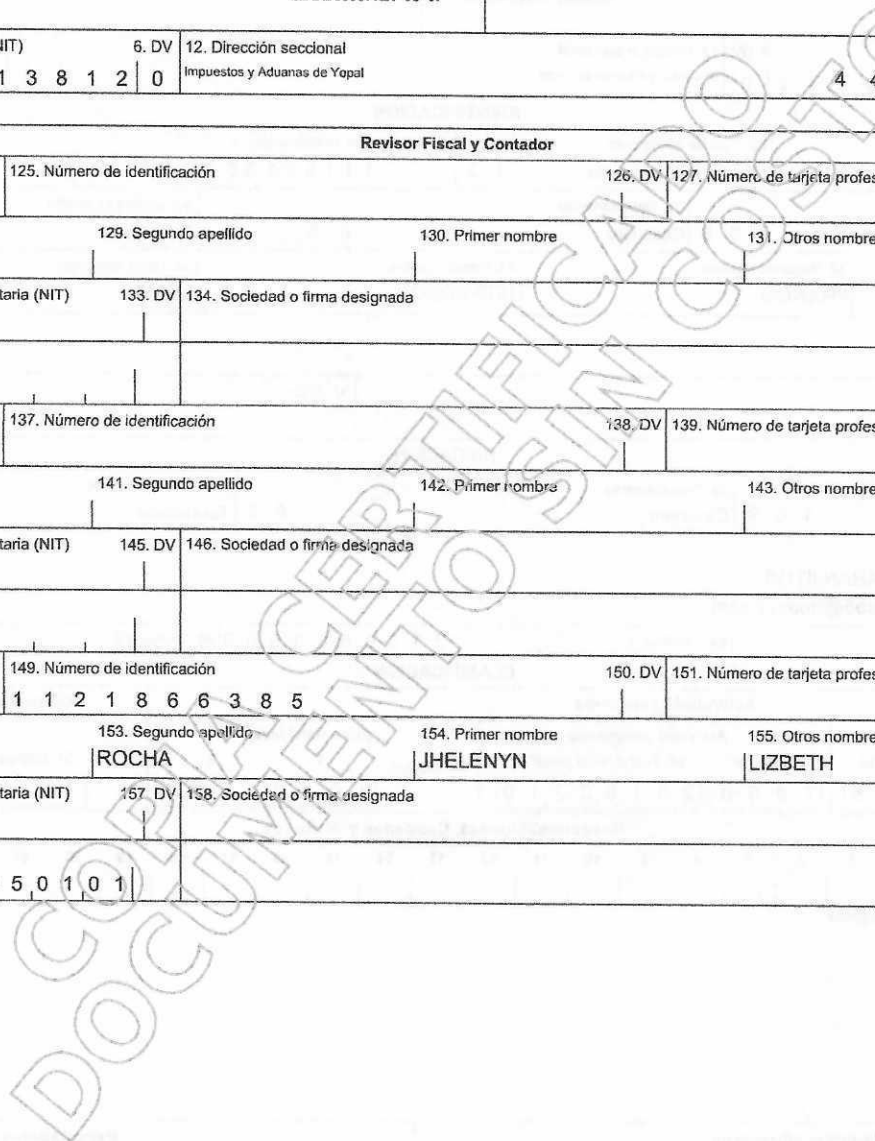 NIT) 6. DV 12. Dirección seccional
1 3 8 1 2 0 Impuestos y Aduanas de Yopal 4 4
Revisor Fiscal y Contador
125. Número de identificación 126. DV 127. Número de tarjeta profes
129. Segundo apellido 130. Primer nombre 131. Otros nombre
taria (NIT) 133. DV 134. Sociedad o firma designada
137. Número de identificación 138. DV 139. Número de tarjeta profes
141. Segundo apellido 142. Primer nombre 143. Otros nombre
taria (NIT) 145. DV 146. Sociedad o firma designada
149. Número de identificación 150. DV 151. Número de tarjeta profes
1 1 2 1 8 6 6 3 8 5
153. Segundo apellido 154. Primer nombre 155. Otros nombre
ROCHA JHELENYN LIZBETH
taria (NIT) 157. DV 158. Sociedad o firma designada
5 0 1 0 1
COPIA CERTIFICADO
DOCUMENTO SIN COSTO